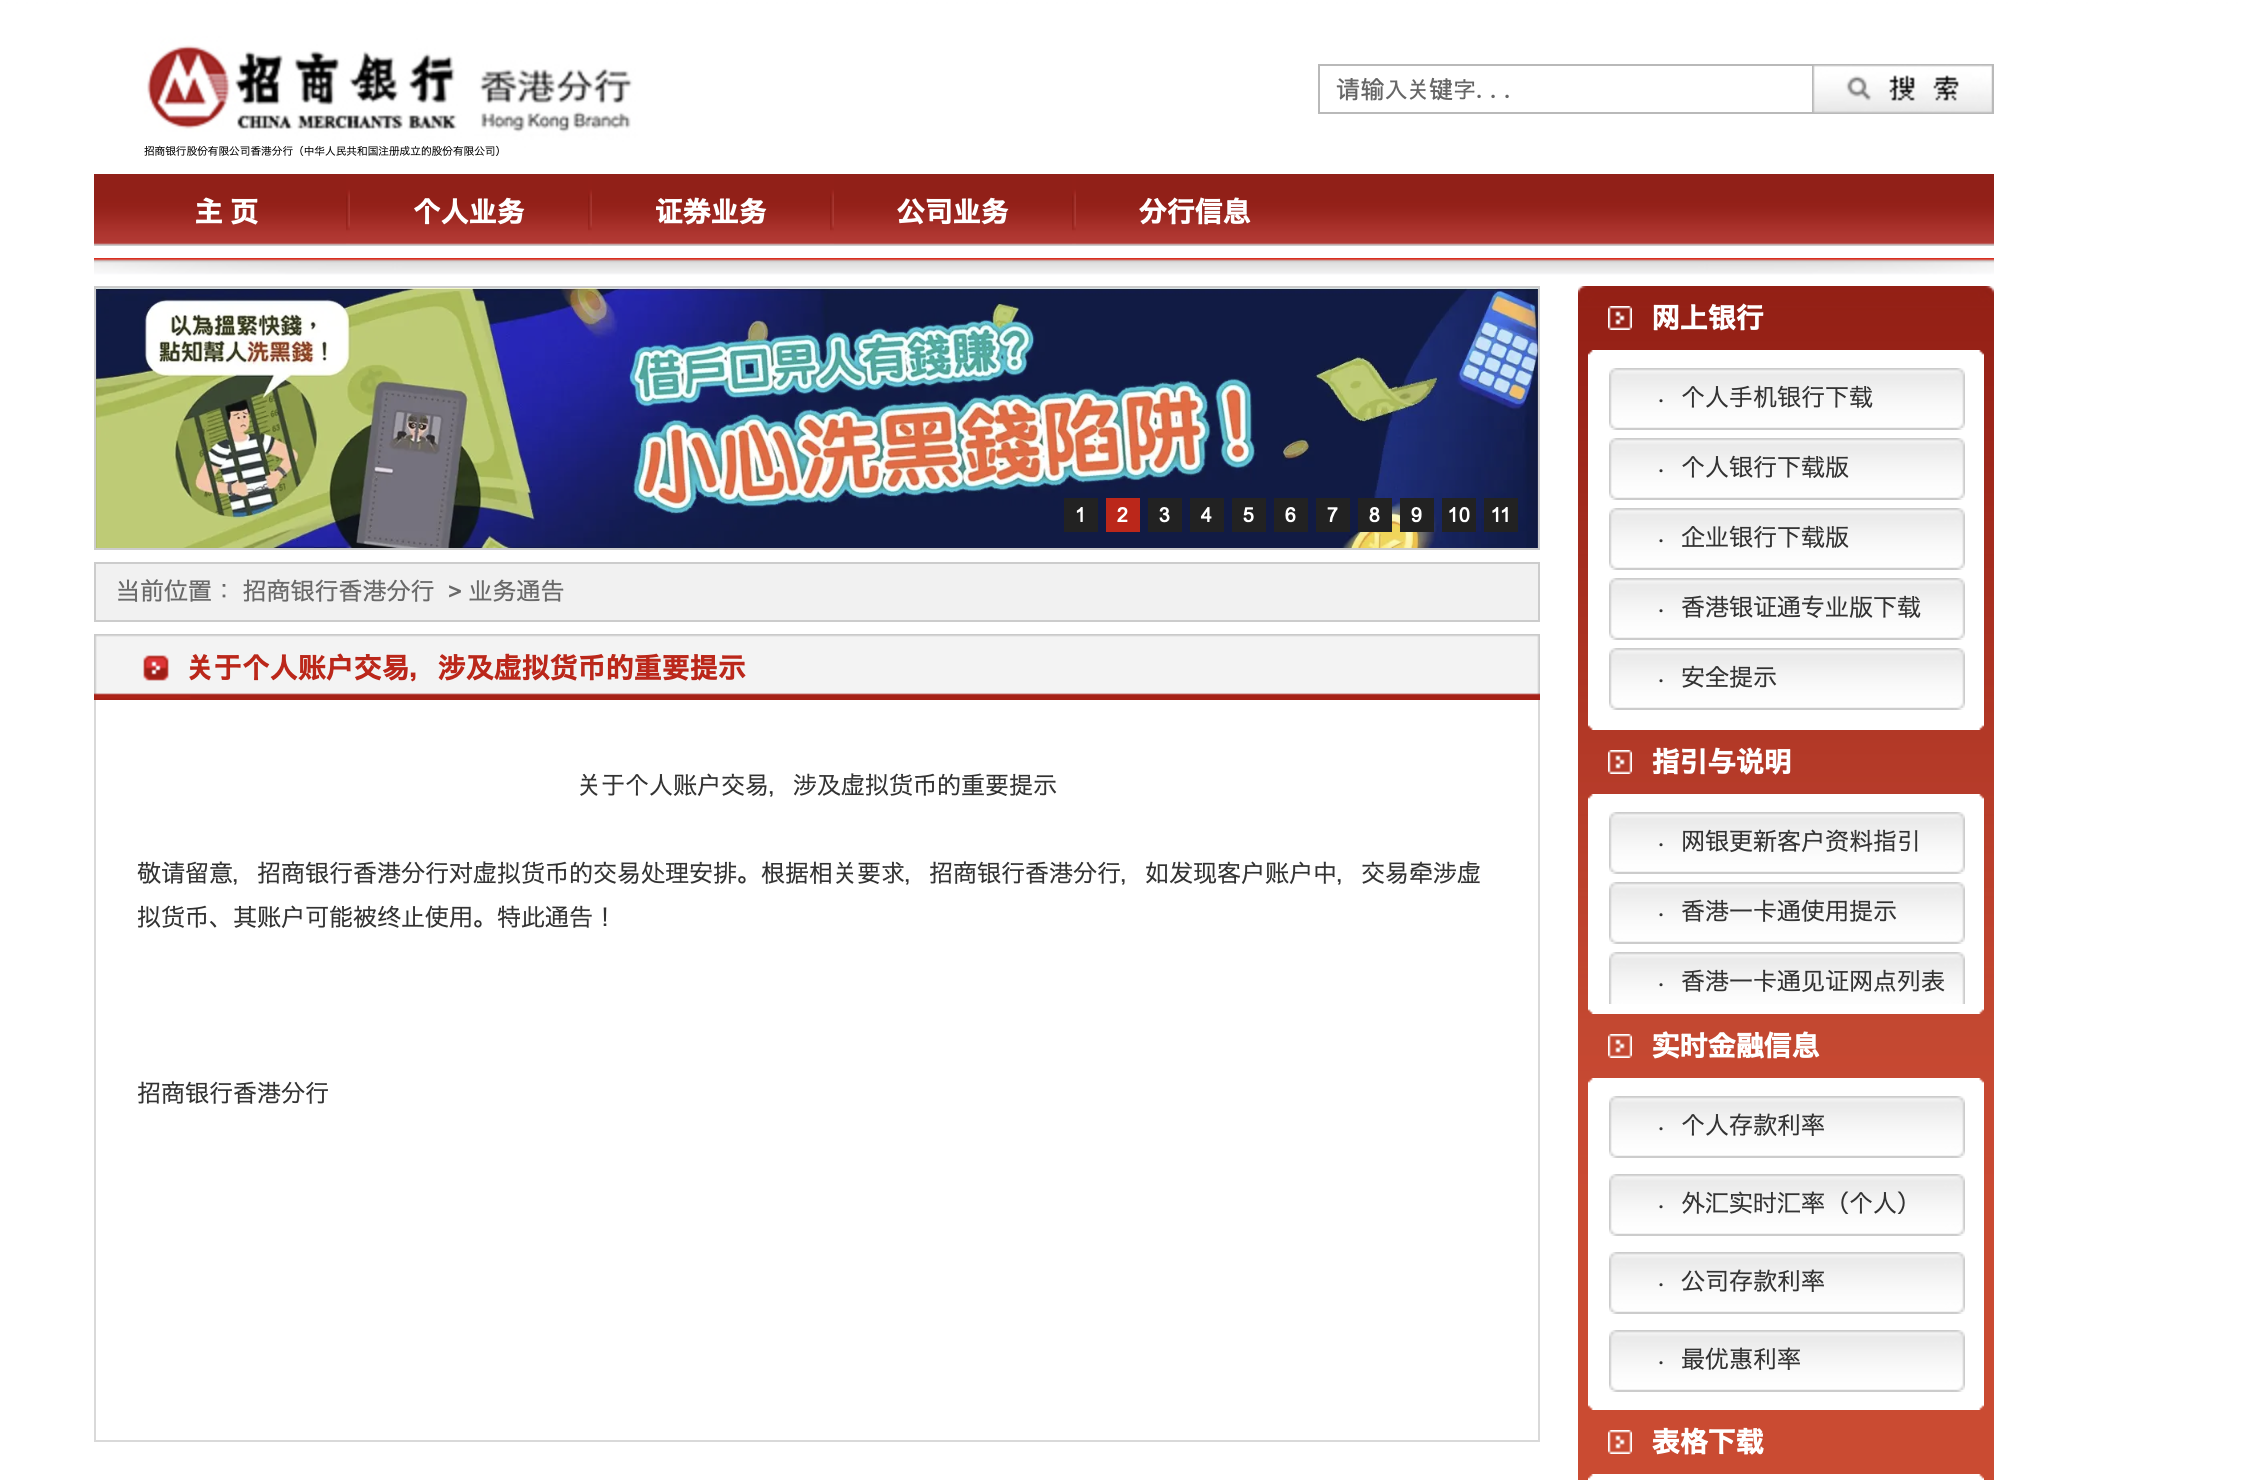 招商银行 香港分行
CHINA MERCHANTS BANK Hong Kong Branch
招商银行股份有限公司香港分行（中华人民共和国注册成立的股份有限公司）
请输入关键字...
搜 索
主 页 个人业务 证券业务 公司业务 分行信息
以為搵緊快錢，
點知幫人洗黑錢！
借戶口畀人有錢賺？
小心洗黑錢陷阱！
1 2 3 4 5 6 7 8 9 10 11
当前位置： 招商银行香港分行 > 业务通告
关于个人账户交易，涉及虚拟货币的重要提示
关于个人账户交易，涉及虚拟货币的重要提示
敬请留意，招商银行香港分行对虚拟货币的交易处理安排。根据相关要求，招商银行香港分行，如发现客户账户中，交易牵涉虚
拟货币、其账户可能被终止使用。特此通告！
招商银行香港分行
网上银行
· 个人手机银行下载
· 个人银行下载版
· 企业银行下载版
· 香港银证通专业版下载
· 安全提示
指引与说明
· 网银更新客户资料指引
· 香港一卡通使用提示
· 香港一卡通见证网点列表
实时金融信息
· 个人存款利率
· 外汇实时汇率（个人）
· 公司存款利率
· 最优惠利率
表格下载